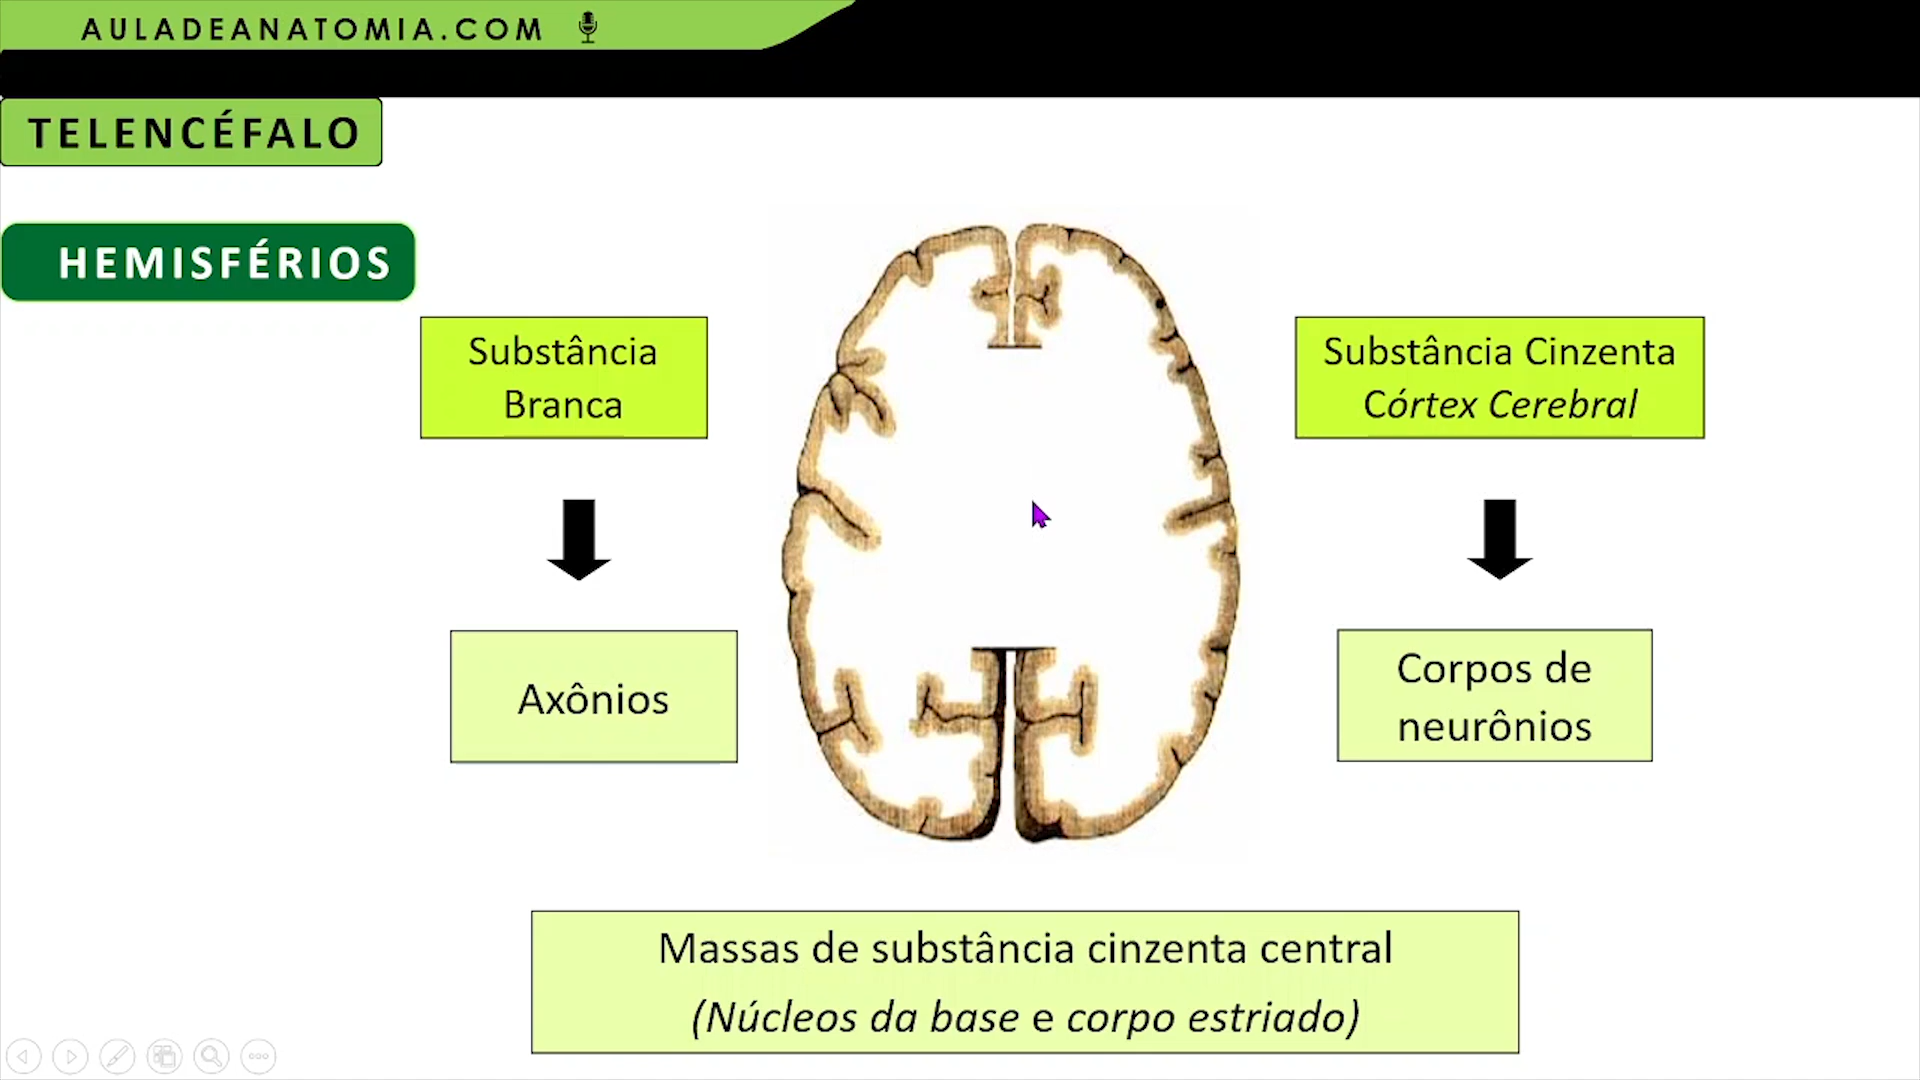 AULADEANATOMIA.COM
TELENCÉFALO
HEMISFÉRIOS
Substância
Branca
Substância Cinzenta
Córtex Cerebral
Axônios
Corpos de
neurônios
Massas de substância cinzenta central
(Núcleos da base e corpo estriado)